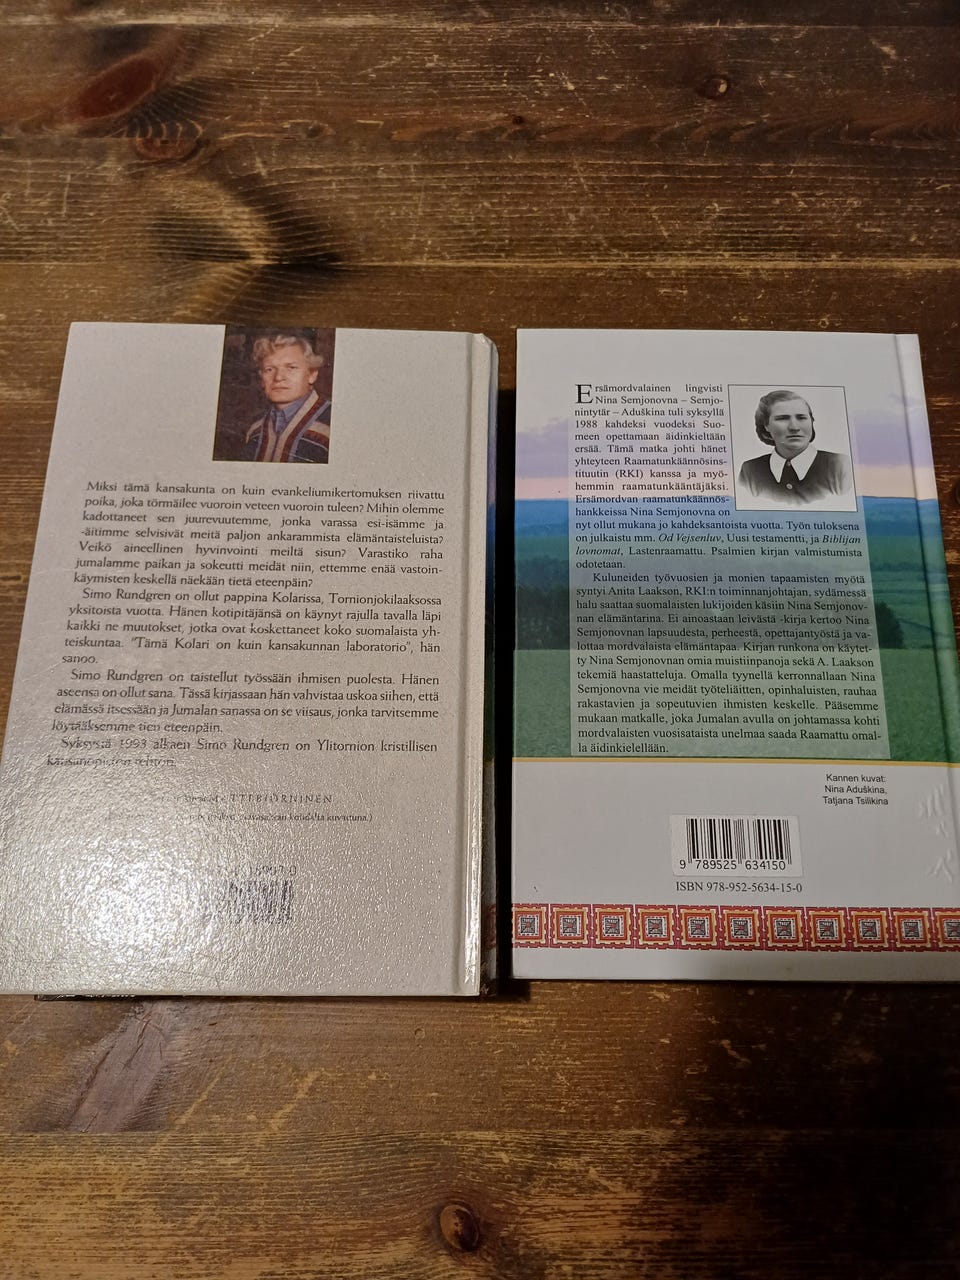 Miksi tämä kansakunta on kuin evankeliumikertomuksen riivattu
poika, joka törmäilee vuoroin veteen vuoroin tuleen? Mihin olemme
kadottaneet sen juurevuutemme, jonka varassa esi-isämme ja
-äitimme selvisivät meitä paljon ankarammista elämäntaisteluista?
Veikö aineellinen hyvinvointi meiltä sisun? Varastiko raha
jumalamme paikan ja sokeutti meidät niin, ettemme enää vastoin-
käymisten keskellä näekään tietä eteenpäin?
Simo Rundgren on ollut pappina Kolarissa, Tornionjokilaaksossa
yksitoista vuotta. Hänen kotipitäjänsä on käynyt rajulla tavalla läpi
kaikki ne muutokset, jotka ovat koskettaneet koko suomalaista yh-
teiskuntaa. "Tämä Kolari on kuin kansakunnan laboratorio", hän
sanoo.
Simo Rundgren on taistellut työssään ihmisen puolesta. Hänen
aseensa on ollut sana. Tässä kirjassaan hän vahvistaa uskoa siihen, että
elämässä itsessään ja Jumalan sanassa on se viisaus, jonka tarvitsemme
löytääksemme tien eteenpäin.
Syksystä 1993 alkaen Simo Rundgren on Ylitornion kristillisen
kansanopiston rehtori.
kuvattuna.)
Ersämordvalainen lingvisti
Nina Semjonovna – Semjo-
nintytär – Aduškina tuli syksyllä
1988 kahdeksi vuodeksi Suo-
meen opettamaan äidinkieltään
ersää. Tämä matka johti hänet
yhteyteen Raamatunkäännösins-
tituutin (RKI) kanssa ja myö-
hemmin raamatunkääntäjäksi.
Ersämordvan raamatunkäännös-
hankkeissa Nina Semjonovna on
nyt ollut mukana jo kahdeksantoista vuotta. Työn tuloksena
on julkaistu mm. Od Vejsenluv, Uusi testamentti, ja Biblijan
lovnomat, Lastenraamattu. Psalmien kirjan valmistumista
odotetaan.
Kuluneiden työvuosien ja monien tapaamisten myötä
syntyi Anita Laakson, RKI:n toiminnanjohtajan, sydämessä
halu saattaa suomalaisten lukijoiden käsiin Nina Semjonov-
nan elämäntarina. Ei ainoastaan leivästä -kirja kertoo Nina
Semjonovnan lapsuudesta, perheestä, opettajantyöstä ja va-
lottaa mordvalaista elämäntapaa. Kirjan runkona on käytet-
ty Nina Semjonovnan omia muistiinpanoja sekä A. Laakson
tekemiä haastatteluja. Omalla tyynellä kerronnallaan Nina
Semjonovna vie meidät työteliäitten, opinhaluisten, rauhaa
rakastavien ja sopeutuvien ihmisten keskelle. Pääsemme
mukaan matkalle, joka Jumalan avulla on johtamassa kohti
mordvalaisten vuosisataista unelmaa saada Raamattu omal-
la äidinkielellään.
Kannen kuvat:
Nina Aduškina,
Tatjana Tsilikina
9 789525 634150
ISBN 978-952-5634-15-0